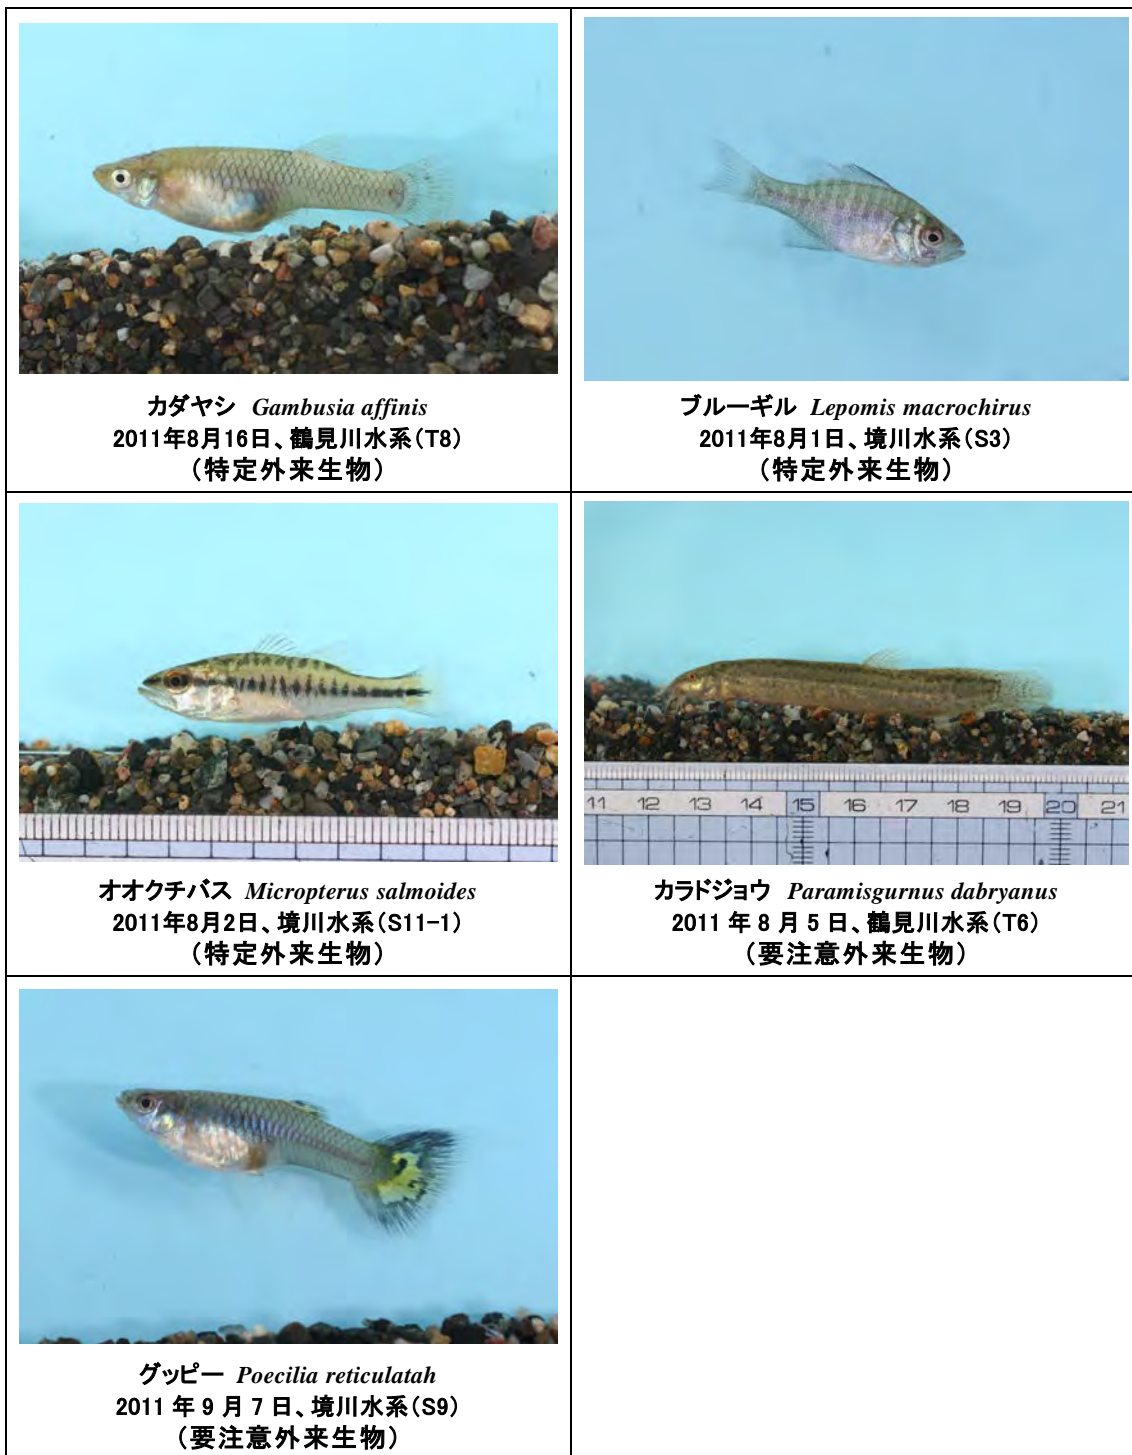 カダヤシ Gambusia affinis
2011年8月16日、鶴見川水系(T8)
(特定外来生物)
ブルーギル Lepomis macrochirus
2011年8月1日、境川水系(S3)
(特定外来生物)
オオクチバス Micropterus salmoides
2011年8月2日、境川水系(S11-1)
(特定外来生物)
11 12 13 14 15 16 17 18 19 20 21
カラドジョウ Paramisgurnus dabryanus
2011 年 8 月 5 日、鶴見川水系(T6)
(要注意外来生物)
グッピー Poecilia reticulatah
2011 年 9 月 7 日、境川水系(S9)
(要注意外来生物)